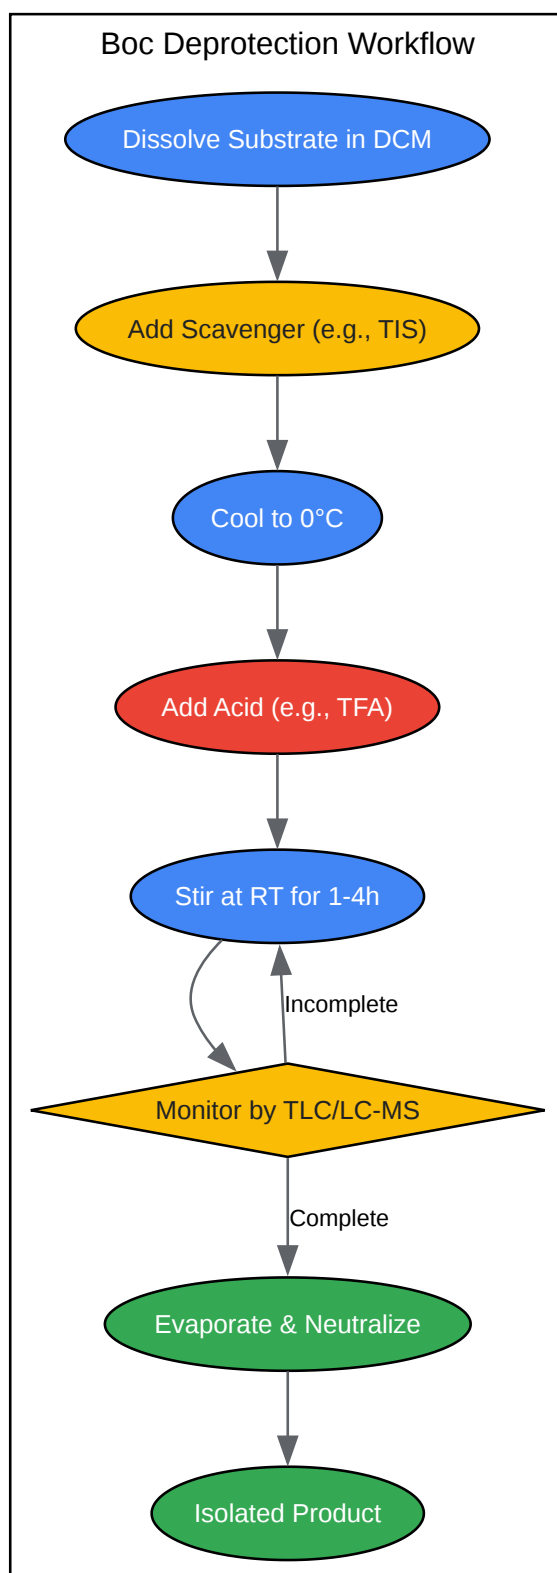 Boc Deprotection Workflow
Dissolve Substrate in DCM
Add Scavenger (e.g., TIS)
Cool to 0°C
Add Acid (e.g., TFA)
Stir at RT for 1-4h
Incomplete
Monitor by TLC/LC-MS
Complete
Evaporate & Neutralize
Isolated Product